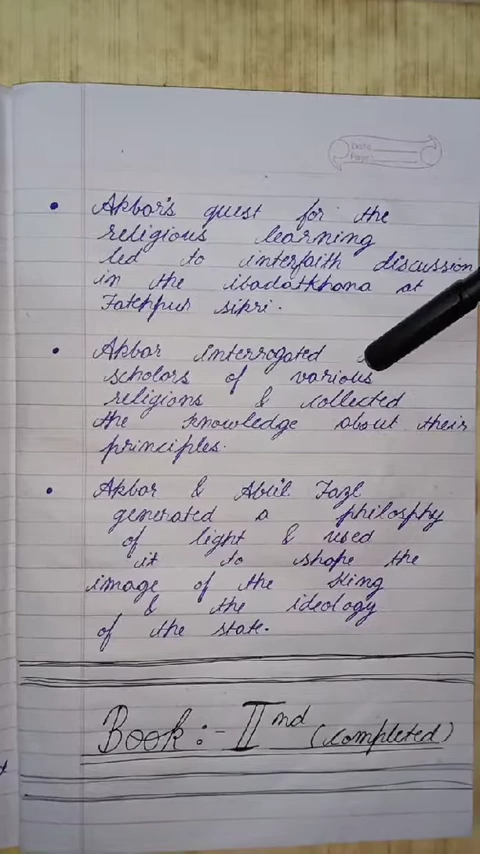 • Akbar's quest for the
religious learning
led to interfaith discussion
in the ibadatkhana at
Fatehpur sikri.
• Akbar interrogated
scholars of various
religions & collected
the knowledge about their
principles.
• Akbar & Abul Fazl
generated a philosphy
of light & used
it to shape the
image of the King
& the ideology
of the state.
Book:- IInd (completed)